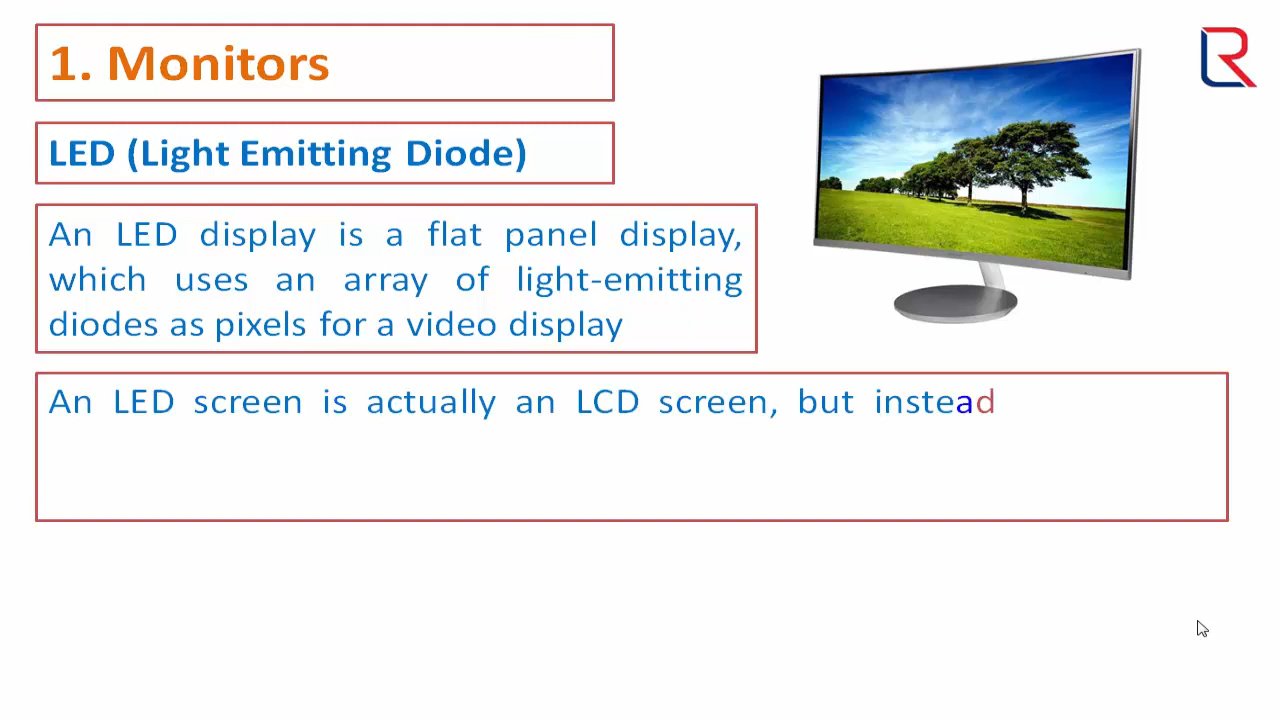 1. Monitors
LED (Light Emitting Diode)
An LED display is a flat panel display,
which uses an array of light-emitting
diodes as pixels for a video display
An LED screen is actually an LCD screen, but instead